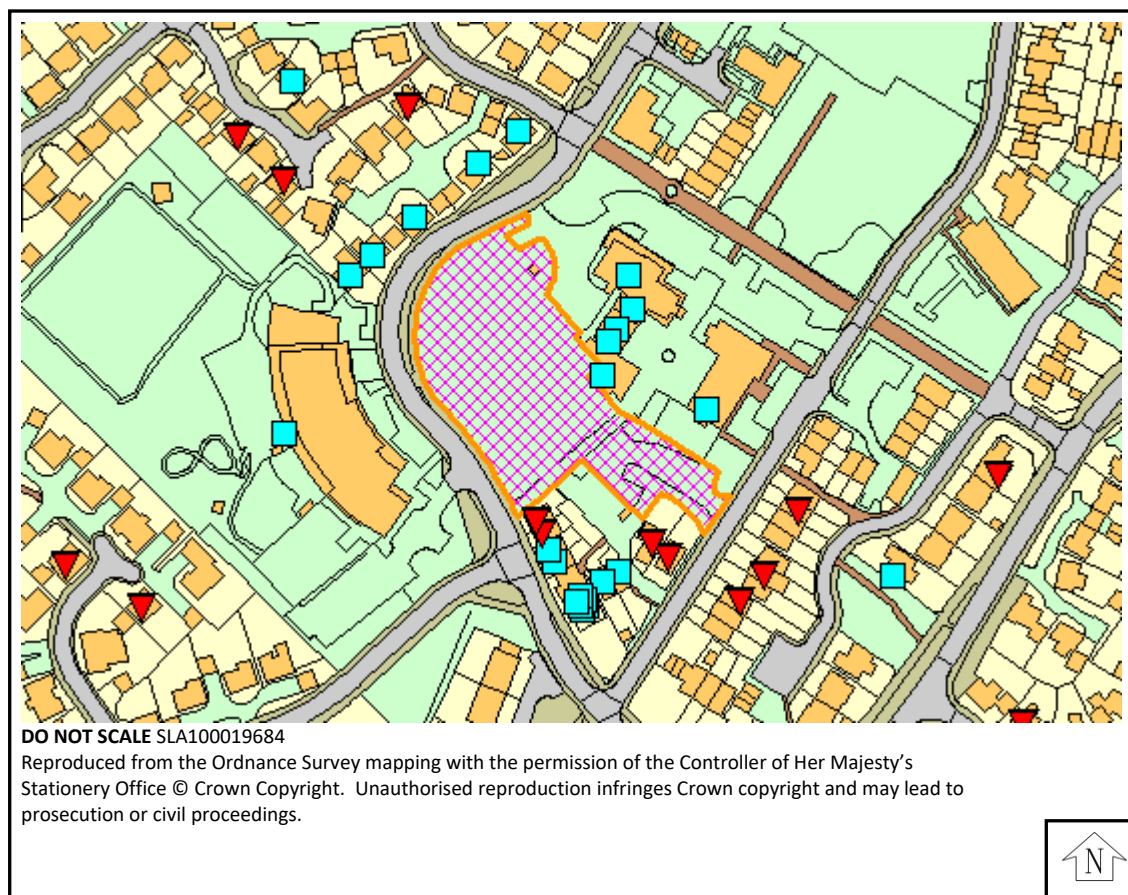 DO NOT SCALE SLA100019684
Reproduced from the Ordnance Survey mapping with the permission of the Controller of Her Majesty’s
Stationery Office © Crown Copyright.  Unauthorised reproduction infringes Crown copyright and may lead to
prosecution or civil proceedings.
N